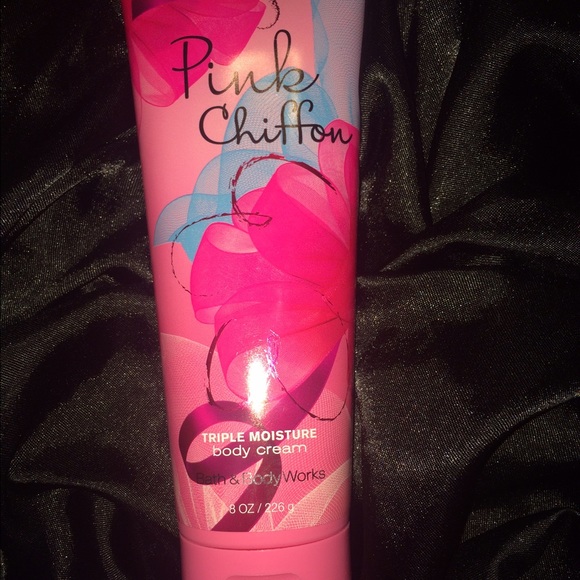 Pink
Chiffon
TRIPLE MOISTURE
body cream
Bath & Body Works
8 OZ / 226 g